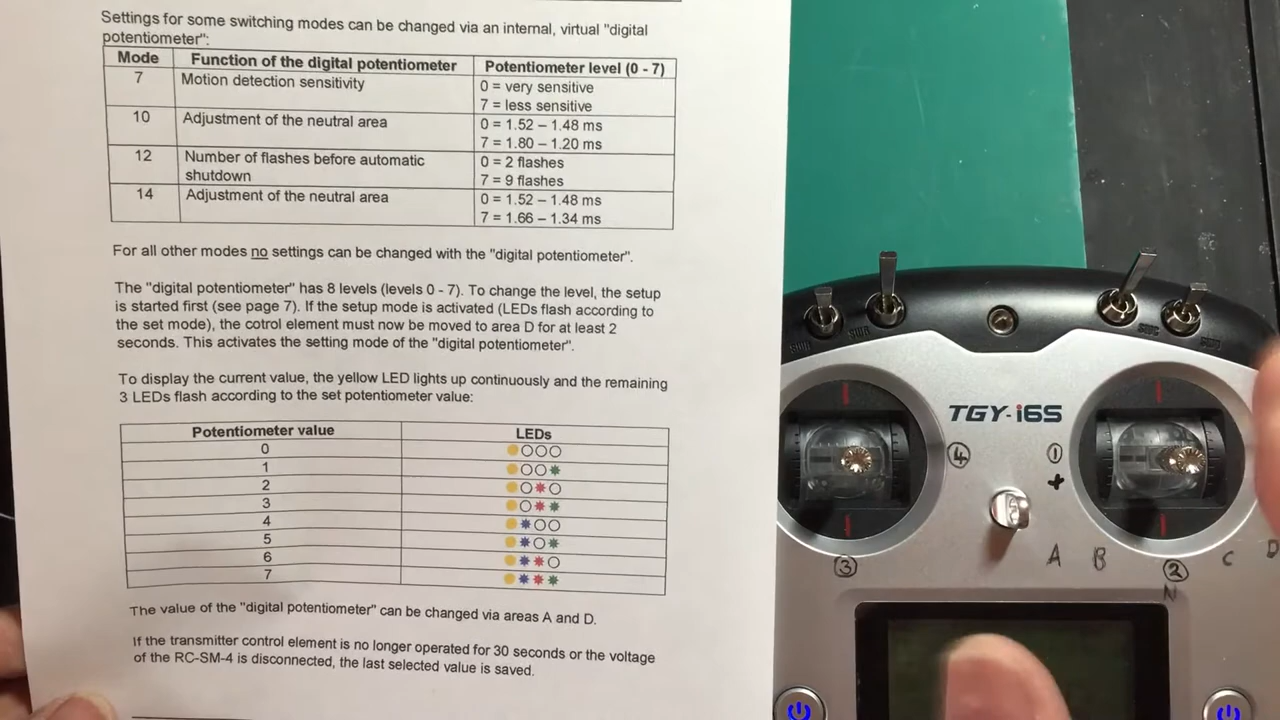 Settings for some switching modes can be changed via an internal, virtual "digital
potentiometer":
Mode Function of the digital potentiometer Potentiometer level (0 - 7)
7 Motion detection sensitivity 0 = very sensitive
7 = less sensitive
10 Adjustment of the neutral area 0 = 1.52 – 1.48 ms
7 = 1.80 – 1.20 ms
12 Number of flashes before automatic 0 = 2 flashes
shutdown 7 = 9 flashes
14 Adjustment of the neutral area 0 = 1.52 – 1.48 ms
7 = 1.66 – 1.34 ms
For all other modes no settings can be changed with the "digital potentiometer".
The "digital potentiometer" has 8 levels (levels 0 - 7). To change the level, the setup
is started first (see page 7). If the setup mode is activated (LEDs flash according to
the set mode), the cotrol element must now be moved to area D for at least 2
seconds. This activates the setting mode of the "digital potentiometer".
To display the current value, the yellow LED lights up continuously and the remaining
3 LEDs flash according to the set potentiometer value:
Potentiometer value LEDs
0
1
2
3
4
5
6
7
The value of the "digital potentiometer" can be changed via areas A and D.
If the transmitter control element is no longer operated for 30 seconds or the voltage
of the RC-SM-4 is disconnected, the last selected value is saved.
SWB
SWC
TGY-i6S
④ ①
+
A B C D
③ ②
N